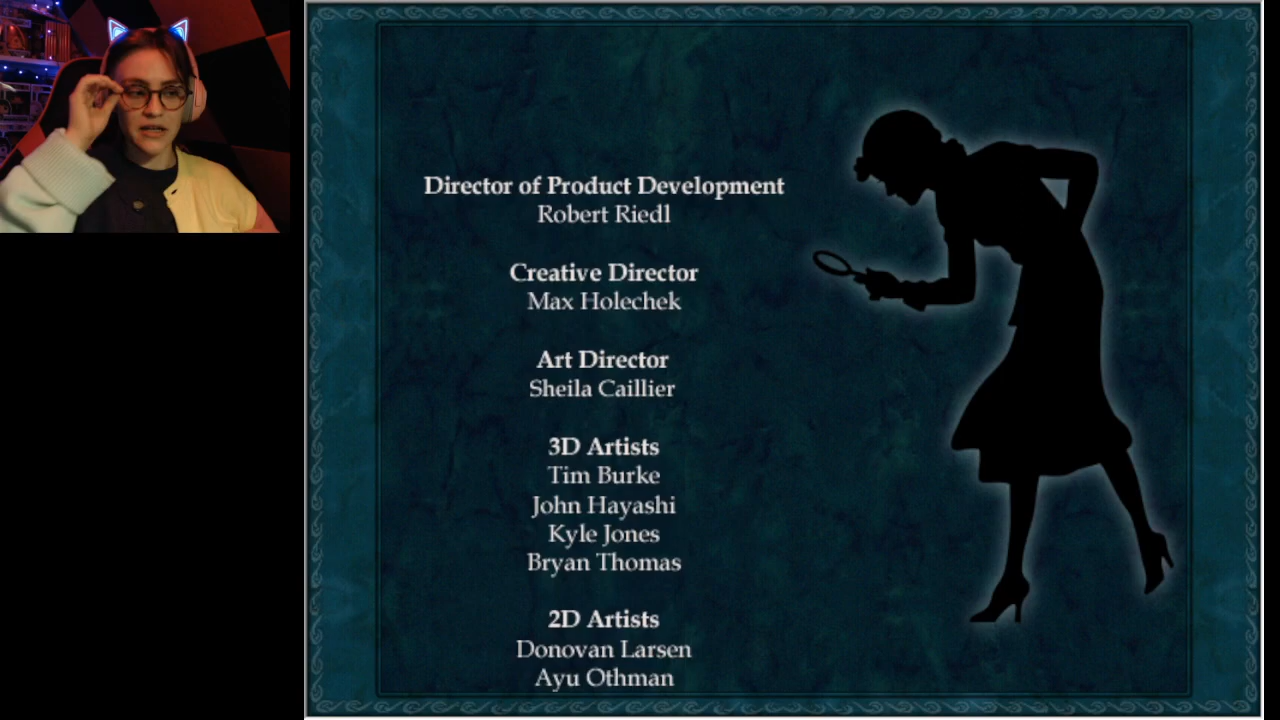 Director of Product Development
Robert Riedl
Creative Director
Max Holechek
Art Director
Sheila Caillier
3D Artists
Tim Burke
John Hayashi
Kyle Jones
Bryan Thomas
2D Artists
Donovan Larsen
Ayu Othman